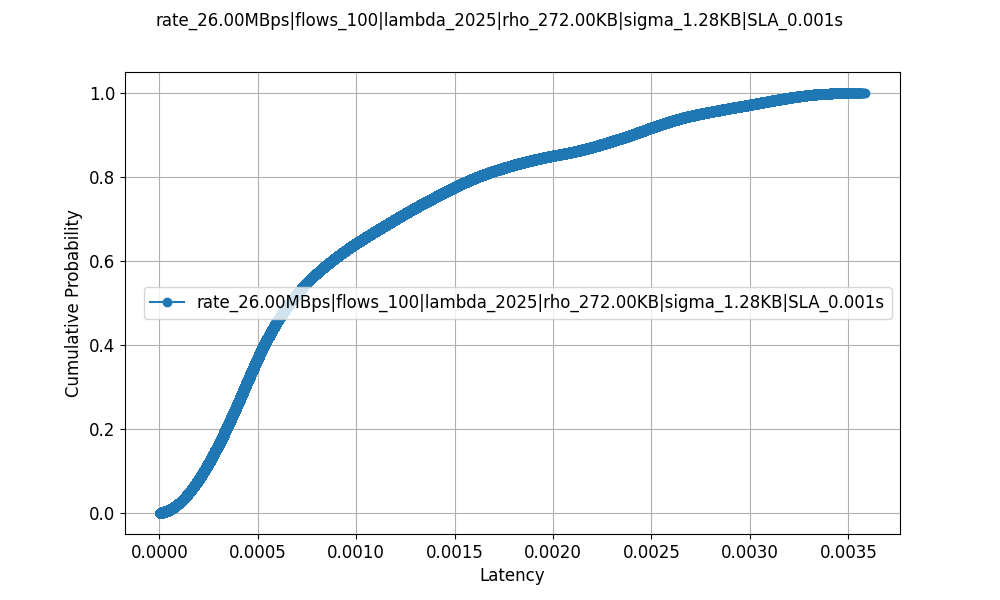 rate_26.00MBps|flows_100|lambda_2025|rho_272.00KB|sigma_1.28KB|SLA_0.001s
1.0
0.8
0.6
rate_26.00MBps|flows_100|lambda_2025|rho_272.00KB|sigma_1.28KB|SLA_0.001s
0.4
0.2
0.0
Cumulative Probability
0.0000 0.0005 0.0010 0.0015 0.0020 0.0025 0.0030 0.0035
Latency